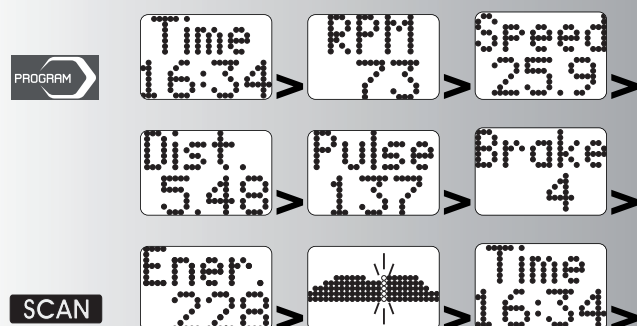 PROGRAM
Time
16:34
RPM
73
Speed
25.9
Dist.
5.48
Pulse
137
Brake
4
SCAN
Ener.
228
Time
16:34